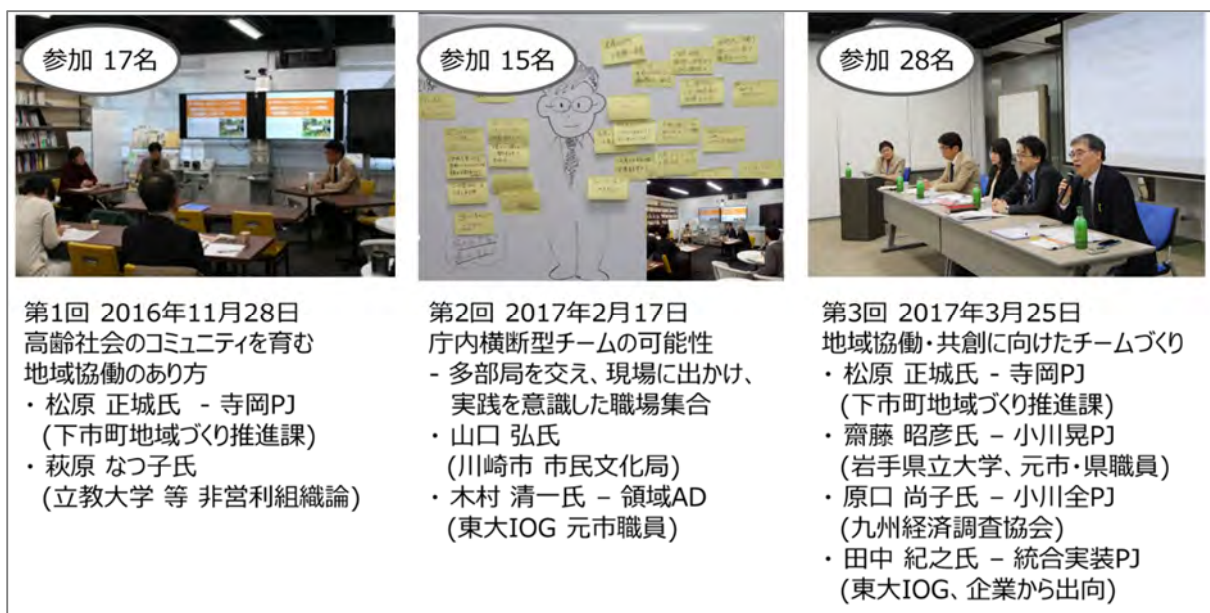 参加 17名
第1回 2016年11月28日
高齢社会のコミュニティを育む
地域協働のあり方
・ 松原 正城氏 - 寺岡PJ
(下市町地域づくり推進課)
・ 萩原 なつ子氏
(立教大学 等 非営利組織論)
参加 15名
第2回 2017年2月17日
庁内横断型チームの可能性
- 多部局を交え、現場に出かけ、
実践を意識した職場集合
・ 山口 弘氏
(川崎市 市民文化局)
・ 木村 清一氏 – 領域AD
(東大IOG 元市職員)
参加 28名
第3回 2017年3月25日
地域協働・共創に向けたチームづくり
・ 松原 正城氏 - 寺岡PJ
(下市町地域づくり推進課)
・ 齋藤 昭彦氏 – 小川晃PJ
(岩手県立大学、元市・県職員)
・ 原口 尚子氏 – 小川全PJ
(九州経済調査協会)
・ 田中 紀之氏 – 統合実装PJ
(東大IOG、企業から出向)